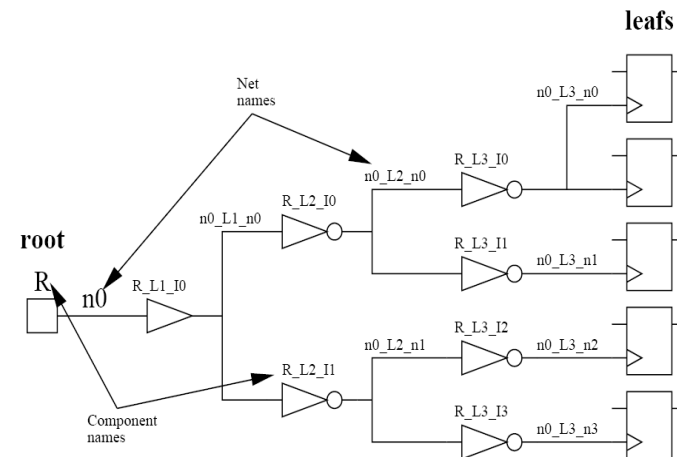 leafs
Net
names
n0_L3_n0
R_L3_I0
n0_L2_n0
R_L2_I0
n0_L1_n0
R_L3_I1
n0_L3_n1
root
R
n0
R_L1_I0
R_L3_I2
n0_L2_n1
n0_L3_n2
R_L2_I1
R_L3_I3
n0_L3_n3
Component
names